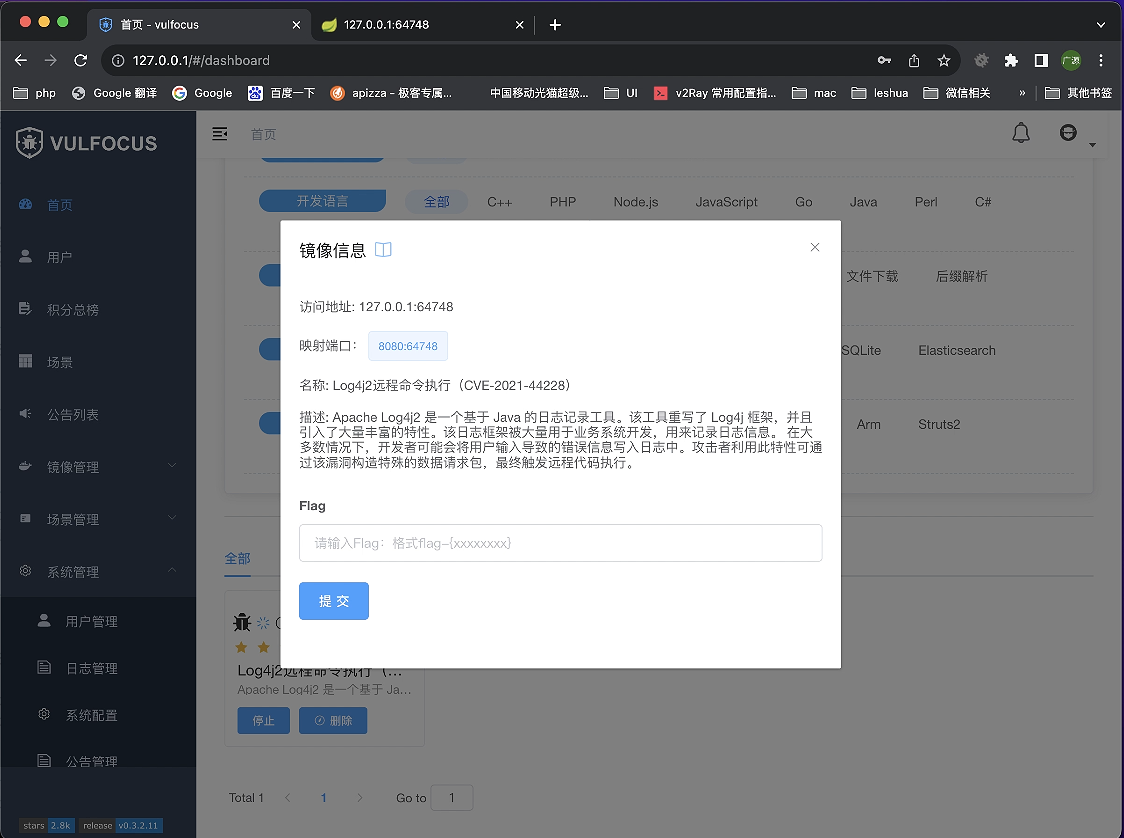 首页 - vulfocus
127.0.0.1:64748
127.0.0.1/#/dashboard
广源
php
Google 翻译
Google
百度一下
apizza - 极客专属...
中国移动光猫超级...
UI
v2Ray 常用配置指...
mac
leshua
微信相关
»
其他书签
VULFOCUS
首页
首页
用户
积分总榜
场景
公告列表
镜像管理
场景管理
系统管理
用户管理
日志管理
系统配置
公告管理
stars 2.8k release v0.3.2.11
开发语言 全部 C++ PHP Node.js JavaScript Go Java Perl C#
文件下载 后缀解析
SQLite Elasticsearch
Arm Struts2
镜像信息
访问地址: 127.0.0.1:64748
映射端口: 8080:64748
名称: Log4j2远程命令执行（CVE-2021-44228）
描述: Apache Log4j2 是一个基于 Java 的日志记录工具。该工具重写了 Log4j 框架，并且
引入了大量丰富的特性。该日志框架被大量用于业务系统开发，用来记录日志信息。 在大
多数情况下，开发者可能会将用户输入导致的错误信息写入日志中。攻击者利用此特性可通
过该漏洞构造特殊的数据请求包，最终触发远程代码执行。
Flag
请输入Flag：格式flag-{xxxxxxxx}
提 交
全部
Log4j2远程命令执行（...
Apache Log4j2 是一个基于 Ja...
停止 删除
Total 1 1 Go to 1